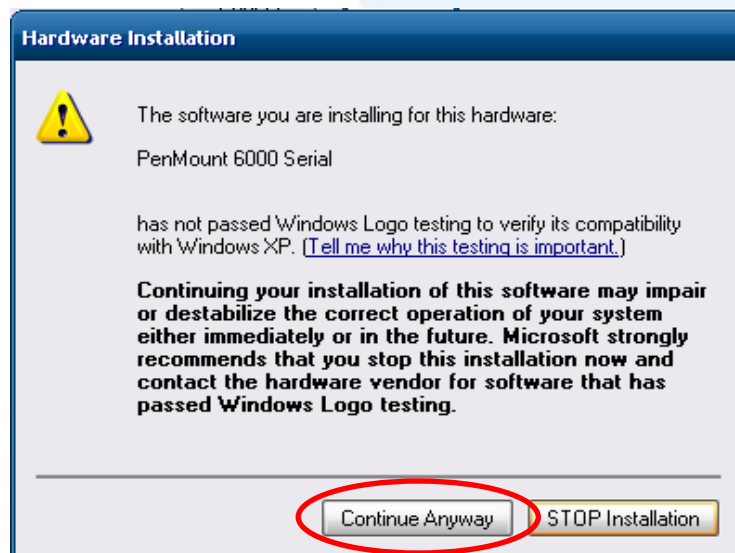 Hardware Installation
The software you are installing for this hardware:
PenMount 6000 Serial
has not passed Windows Logo testing to verify its compatibility
with Windows XP. (Tell me why this testing is important.)
Continuing your installation of this software may impair
or destabilize the correct operation of your system
either immediately or in the future. Microsoft strongly
recommends that you stop this installation now and
contact the hardware vendor for software that has
passed Windows Logo testing.
Continue Anyway STOP Installation